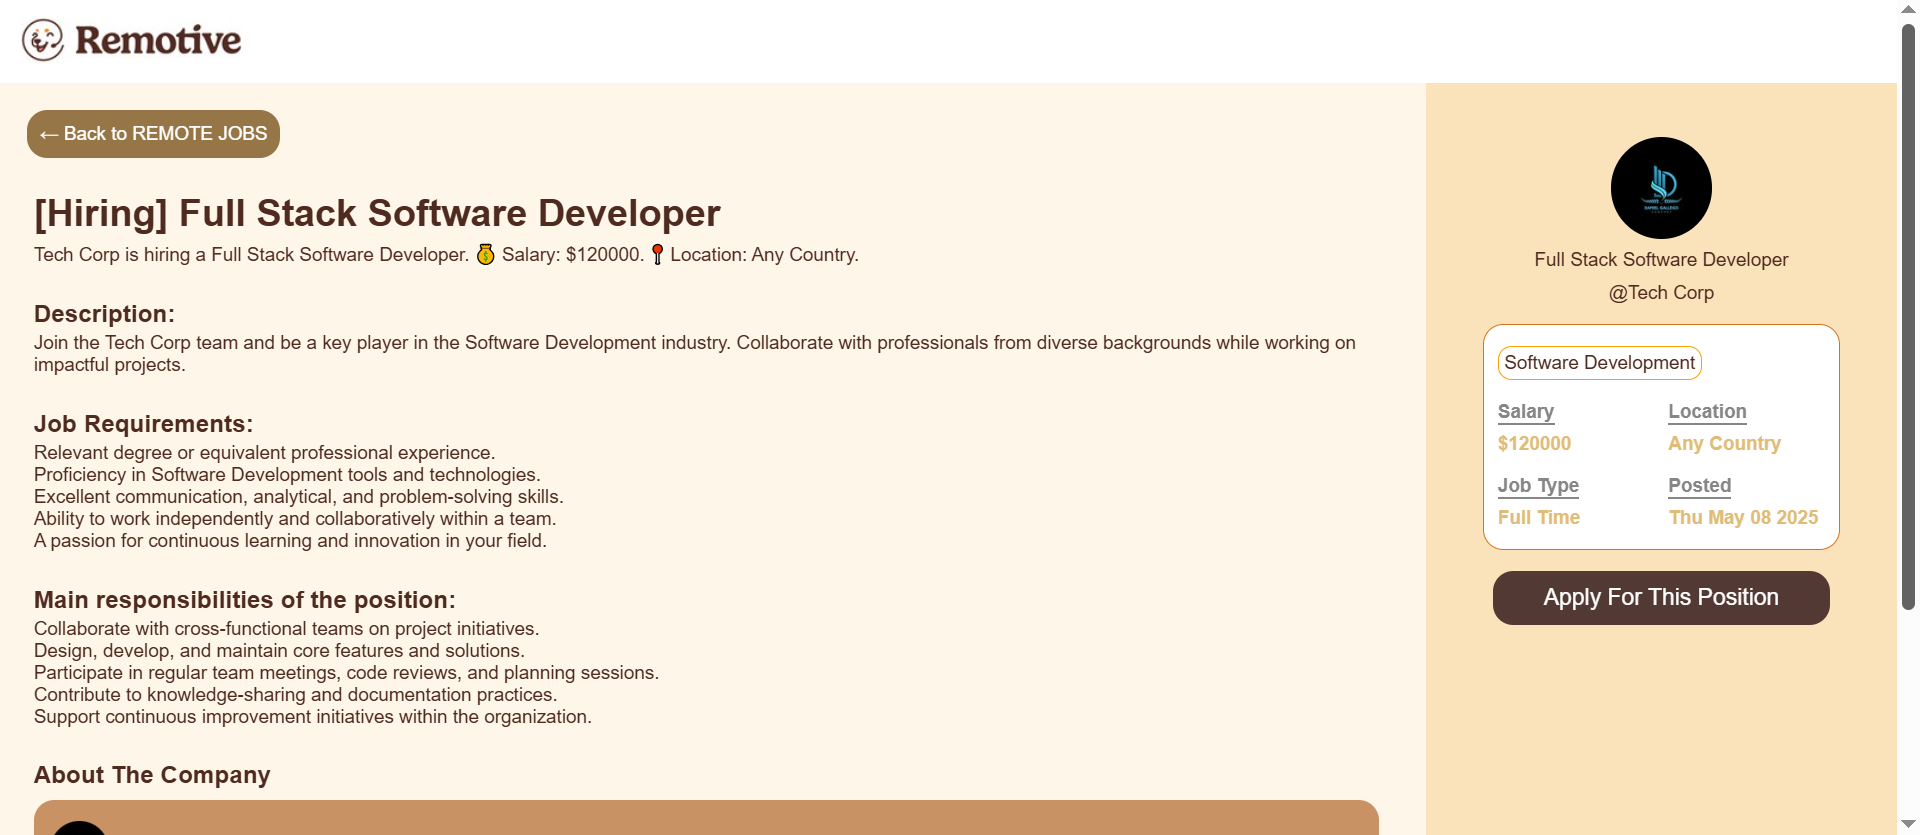 Remotive
← Back to REMOTE JOBS
[Hiring] Full Stack Software Developer
Tech Corp is hiring a Full Stack Software Developer. 💰 Salary: $120000. 📍 Location: Any Country.
Description:
Join the Tech Corp team and be a key player in the Software Development industry. Collaborate with professionals from diverse backgrounds while working on
impactful projects.
Job Requirements:
Relevant degree or equivalent professional experience.
Proficiency in Software Development tools and technologies.
Excellent communication, analytical, and problem-solving skills.
Ability to work independently and collaboratively within a team.
A passion for continuous learning and innovation in your field.
Main responsibilities of the position:
Collaborate with cross-functional teams on project initiatives.
Design, develop, and maintain core features and solutions.
Participate in regular team meetings, code reviews, and planning sessions.
Contribute to knowledge-sharing and documentation practices.
Support continuous improvement initiatives within the organization.
About The Company
Full Stack Software Developer
@Tech Corp
Software Development
Salary Location
$120000 Any Country
Job Type Posted
Full Time Thu May 08 2025
Apply For This Position